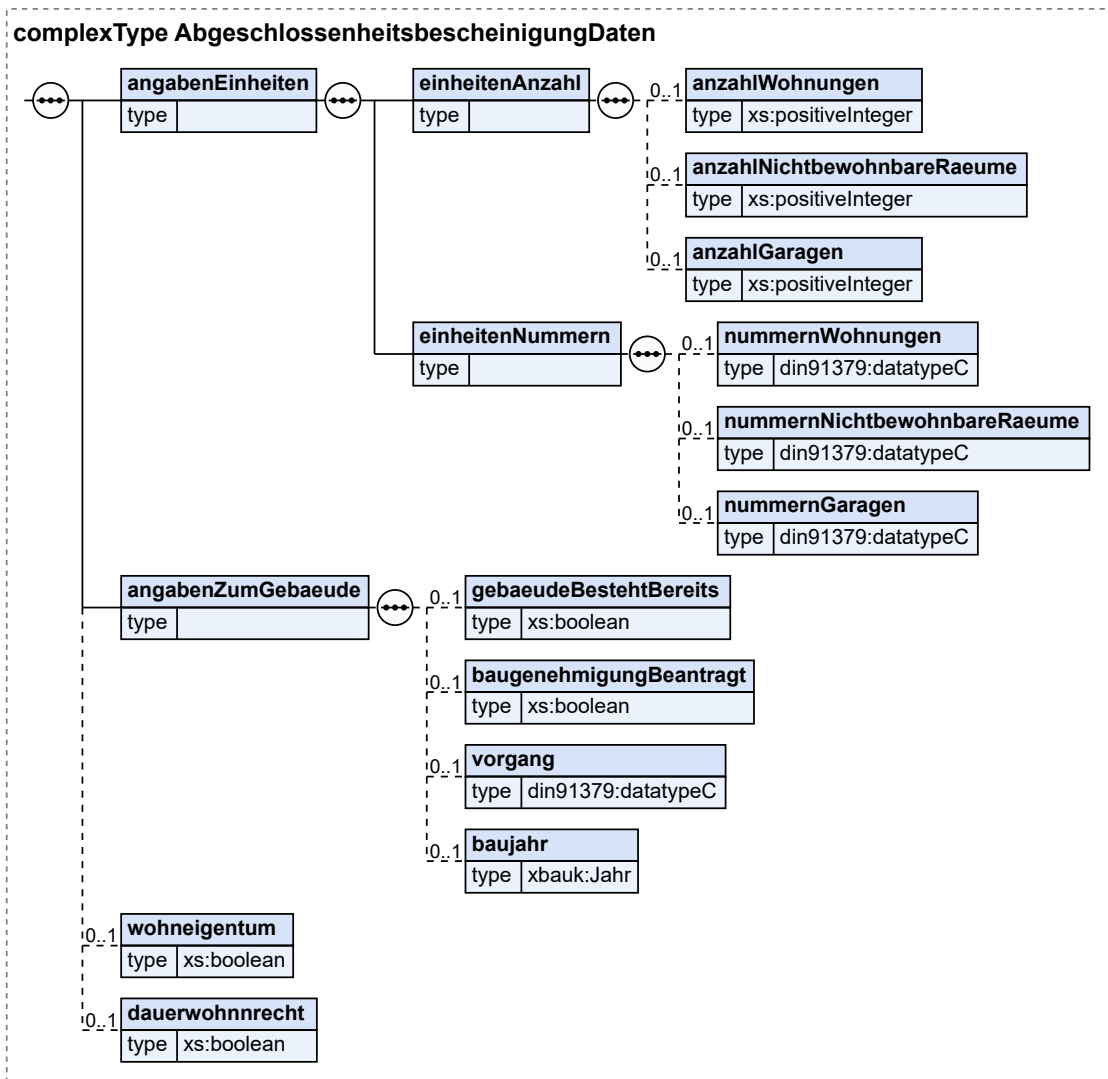 complexType AbgeschlossenheitsbescheinigungDaten
angabenEinheiten
type
einheitenAnzahl
type
0..1
anzahlWohnungen
type xs:positiveInteger
0..1
anzahlNichtbewohnbareRaeume
type xs:positiveInteger
0..1
anzahlGaragen
type xs:positiveInteger
einheitenNummern
type
0..1
nummernWohnungen
type din91379:datatypeC
0..1
nummernNichtbewohnbareRaeume
type din91379:datatypeC
0..1
nummernGaragen
type din91379:datatypeC
angabenZumGebaeude
type
0..1
gebaeudeBestehtBereits
type xs:boolean
0..1
baugenehmigungBeantragt
type xs:boolean
0..1
vorgang
type din91379:datatypeC
0..1
baujahr
type xbauk:Jahr
0..1
wohneigentum
type xs:boolean
0..1
dauerwohnnrecht
type xs:boolean